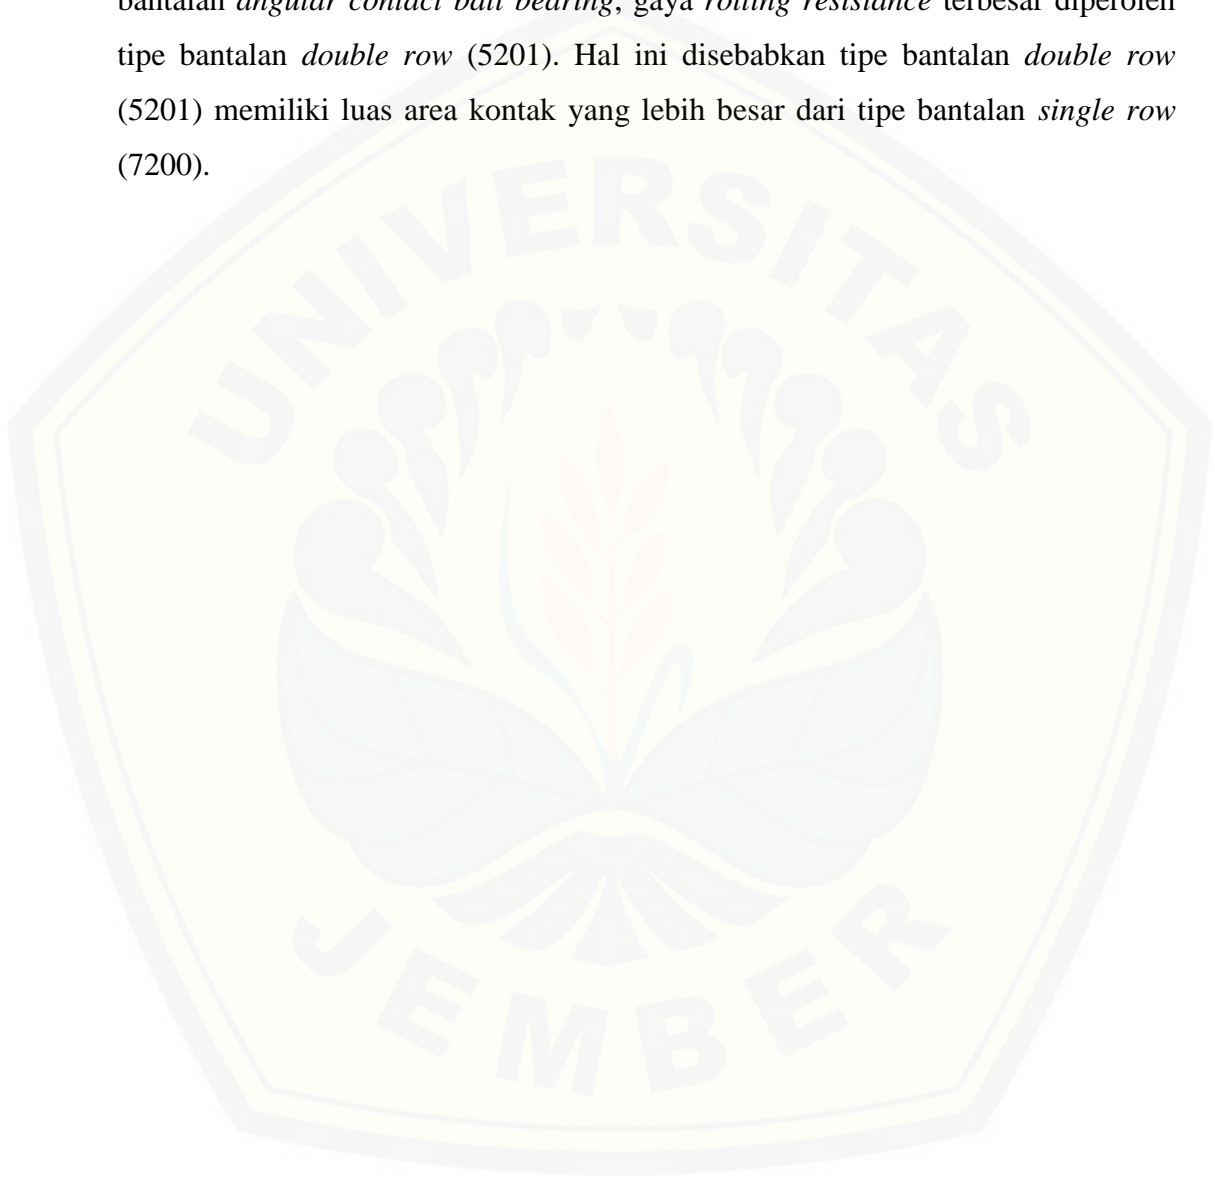 bantalan angular contact ball bearing, gaya rolling resistance terbesar diperoleh
tipe bantalan double row (5201). Hal ini disebabkan tipe bantalan double row
(5201) memiliki luas area kontak yang lebih besar dari tipe bantalan single row
(7200).
UNIVERSITAS
JEMBER